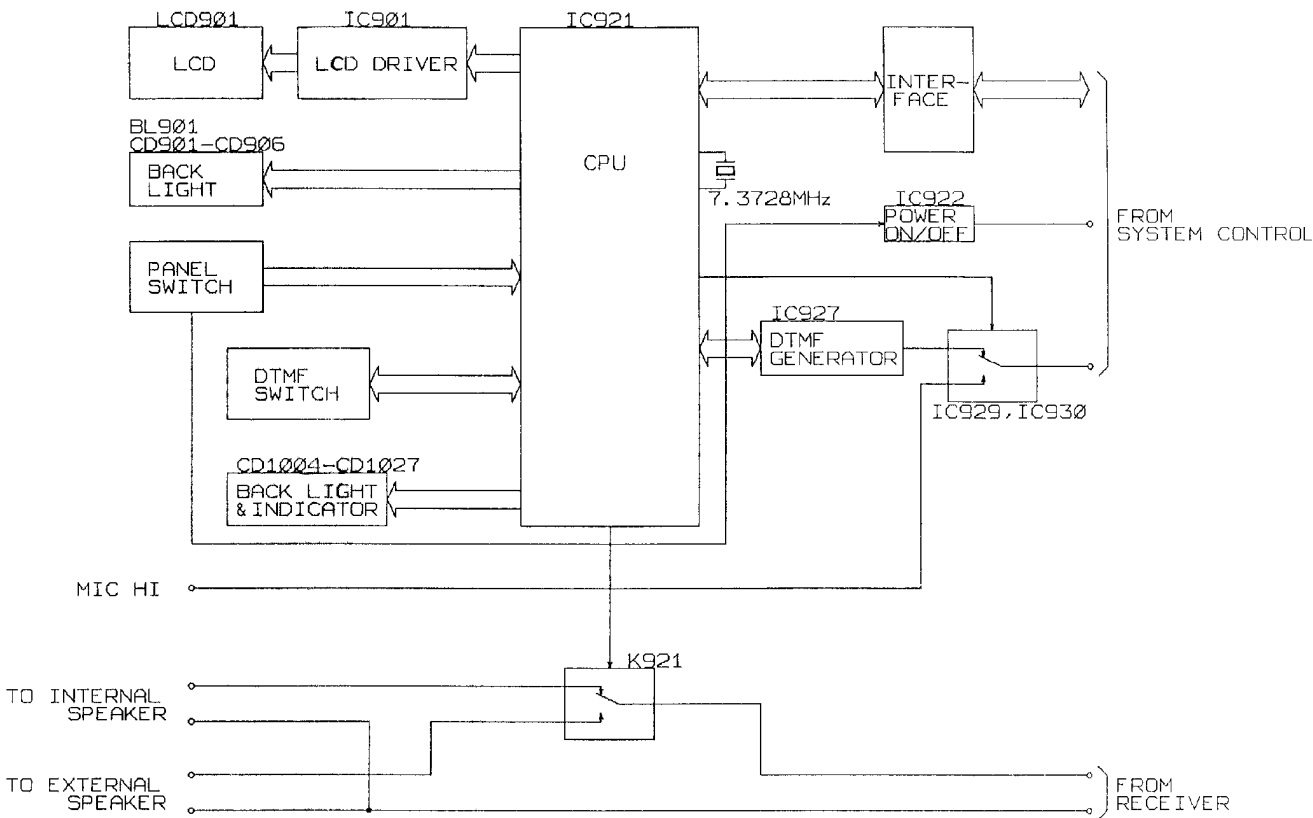 LCD901
LCD
IC901
LCD DRIVER
IC921
CPU
INTER-
FACE
BL901
CD901-CD906
BACK
LIGHT
7.3728MHz
IC922
POWER
ON/OFF
FROM
SYSTEM CONTROL
PANEL
SWITCH
IC927
DTMF
GENERATOR
IC929,IC930
DTMF
SWITCH
CD1004-CD1027
BACK LIGHT
&INDICATOR
MIC HI
K921
TO INTERNAL
SPEAKER
TO EXTERNAL
SPEAKER
FROM
RECEIVER